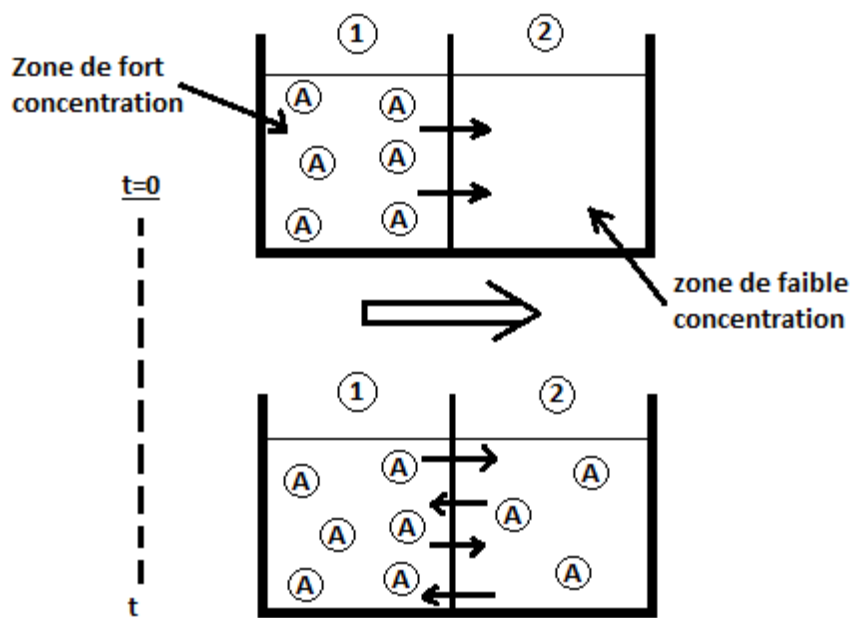 ① ②
Zone de fort
concentration
A A
A A
A A
t=0
zone de faible
concentration
① ②
A A A
A A A
A A A
t